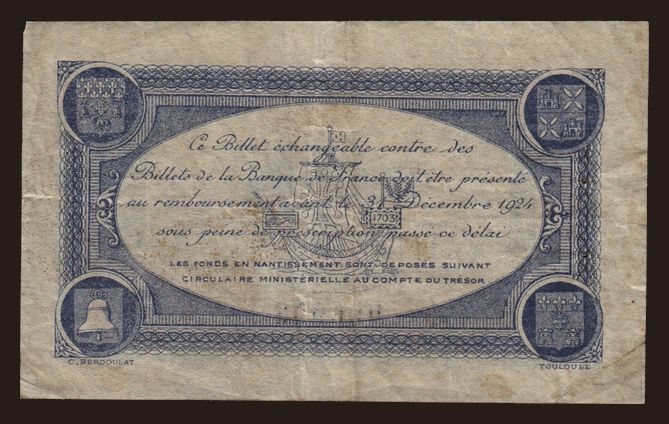 Ce Billet échangeable contre des
Billets de la Banque de France doit être présenté
au remboursement avant le 31 Décembre 1924
1703
sous peine de prescription passé ce délai
LES FONDS EN NANTISSEMENT SONT DÉPOSÉS SUIVANT
CIRCULAIRE MINISTÉRIELLE AU COMPTE DU TRÉSOR
C. BERDOULAT
TOULOUSE